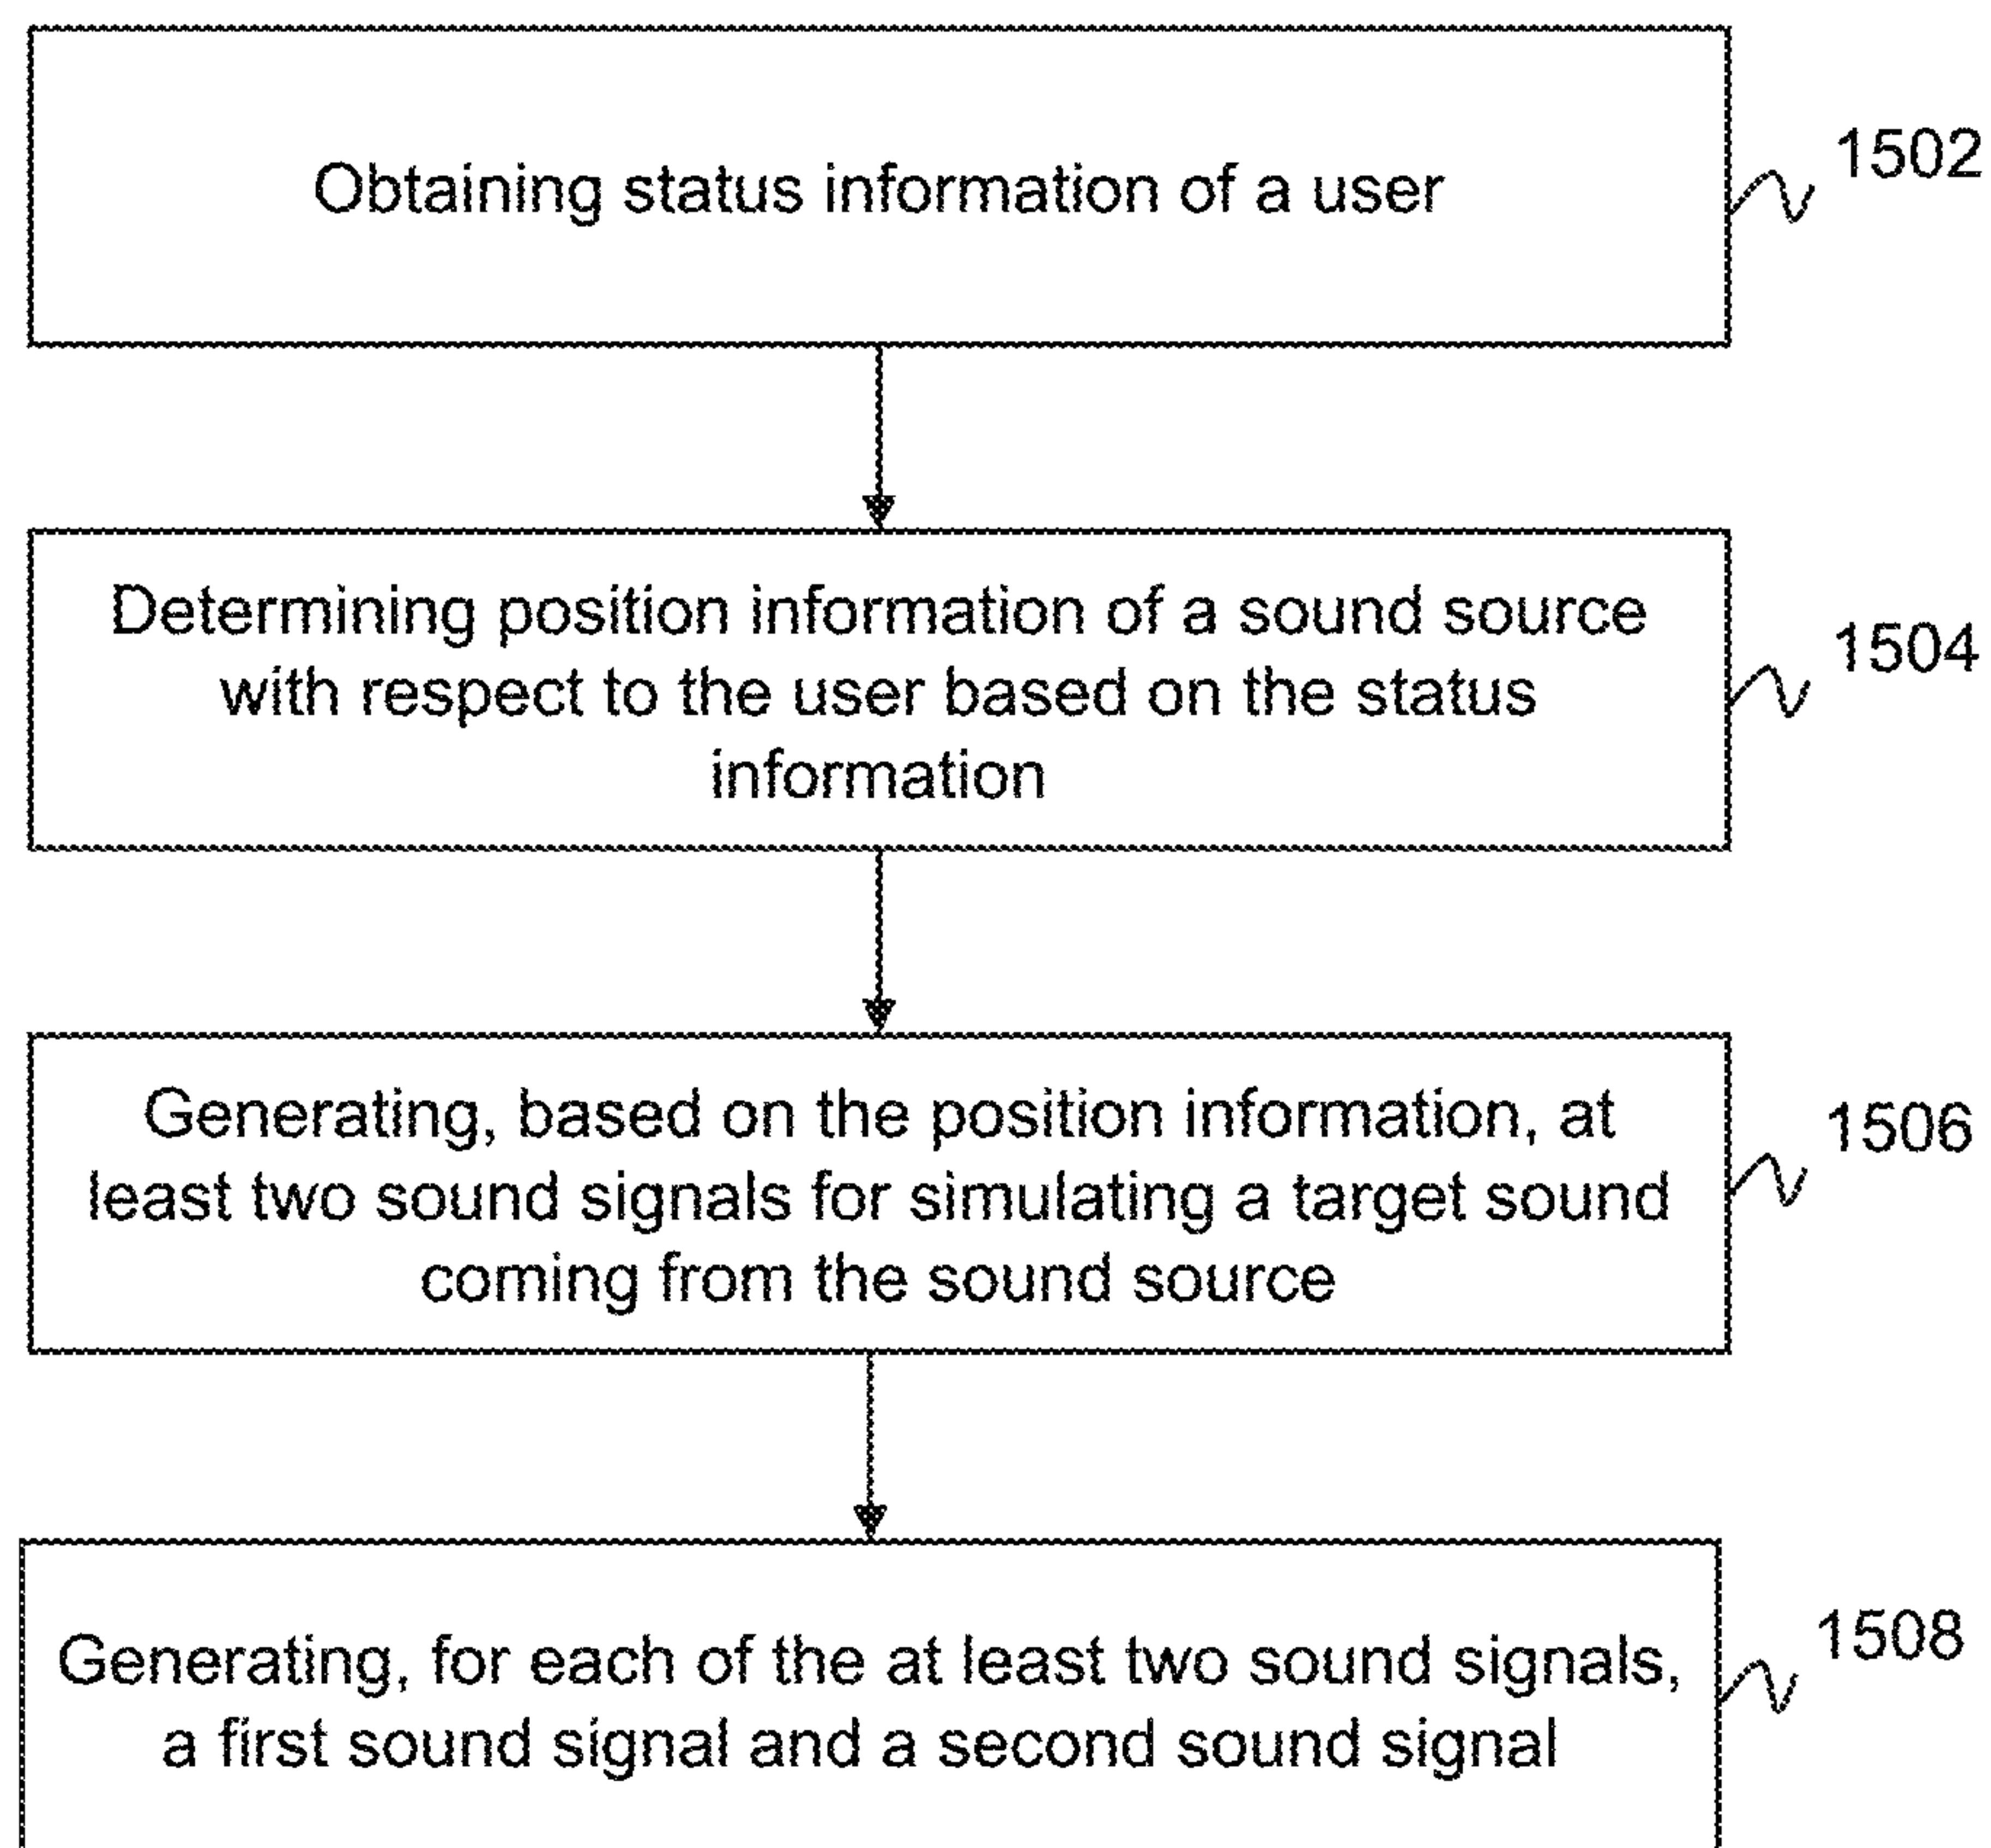 Obtaining status information of a user
1502
Determining position information of a sound source
with respect to the user based on the status
information
1504
Generating, based on the position information, at
least two sound signals for simulating a target sound
coming from the sound source
1506
Generating, for each of the at least two sound signals,
a first sound signal and a second sound signal
1508